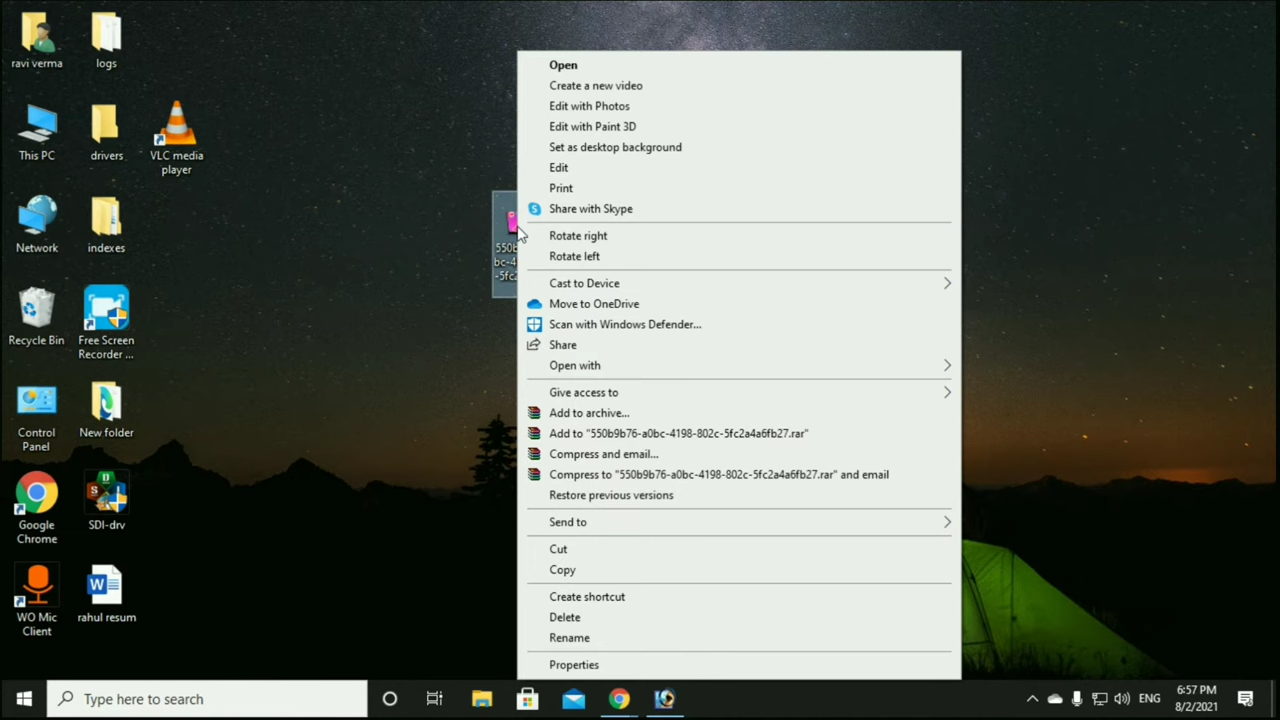 ravi verma
logs
This PC
drivers
VLC media
player
Network
indexes
Recycle Bin
Free Screen
Recorder ...
Control
Panel
New folder
Google
Chrome
SDI-drv
WO Mic
Client
rahul resum
Open
Create a new video
Edit with Photos
Edit with Paint 3D
Set as desktop background
Edit
Print
Share with Skype
Rotate right
Rotate left
Cast to Device
Move to OneDrive
Scan with Windows Defender...
Share
Open with
Give access to
Add to archive...
Add to "550b9b76-a0bc-4198-802c-5fc2a4a6fb27.rar"
Compress and email...
Compress to "550b9b76-a0bc-4198-802c-5fc2a4a6fb27.rar" and email
Restore previous versions
Send to
Cut
Copy
Create shortcut
Delete
Rename
Properties
Type here to search
ENG
6:57 PM
8/2/2021